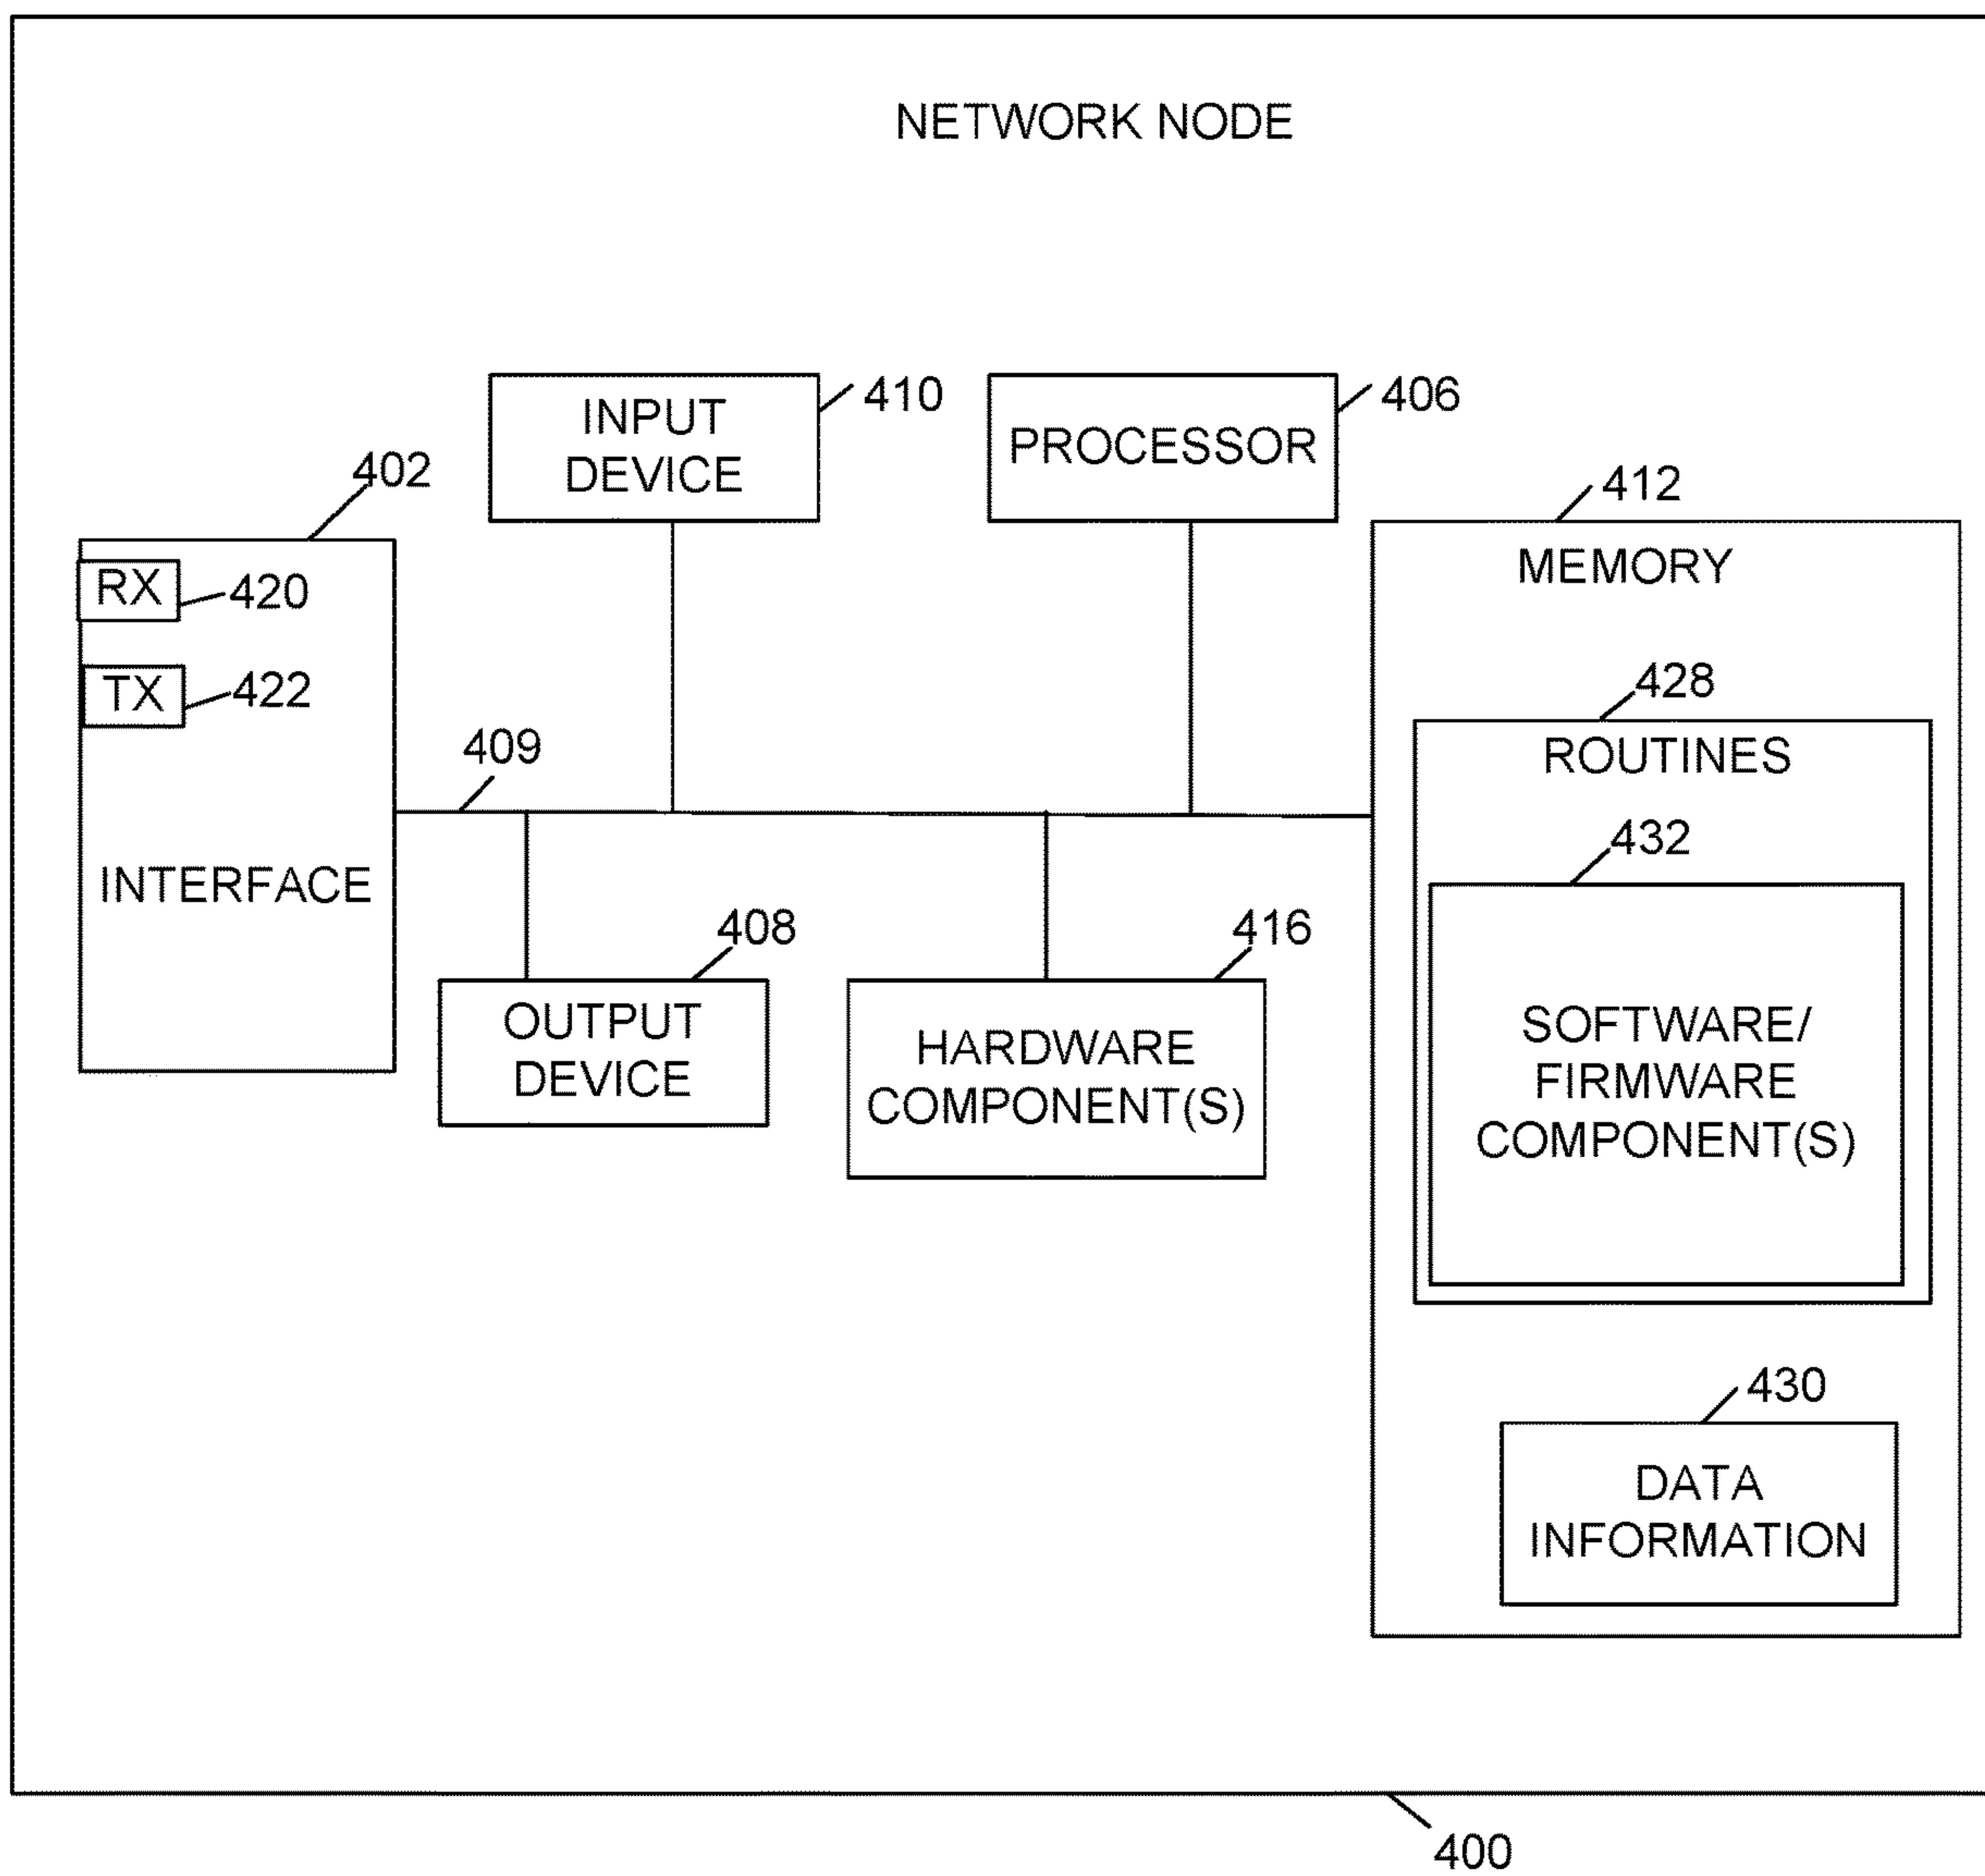 NETWORK NODE
410
INPUT
DEVICE
406
PROCESSOR
402
RX
420
TX
422
INTERFACE
409
412
MEMORY
428
ROUTINES
432
SOFTWARE/
FIRMWARE
COMPONENT(S)
408
OUTPUT
DEVICE
416
HARDWARE
COMPONENT(S)
430
DATA
INFORMATION
400